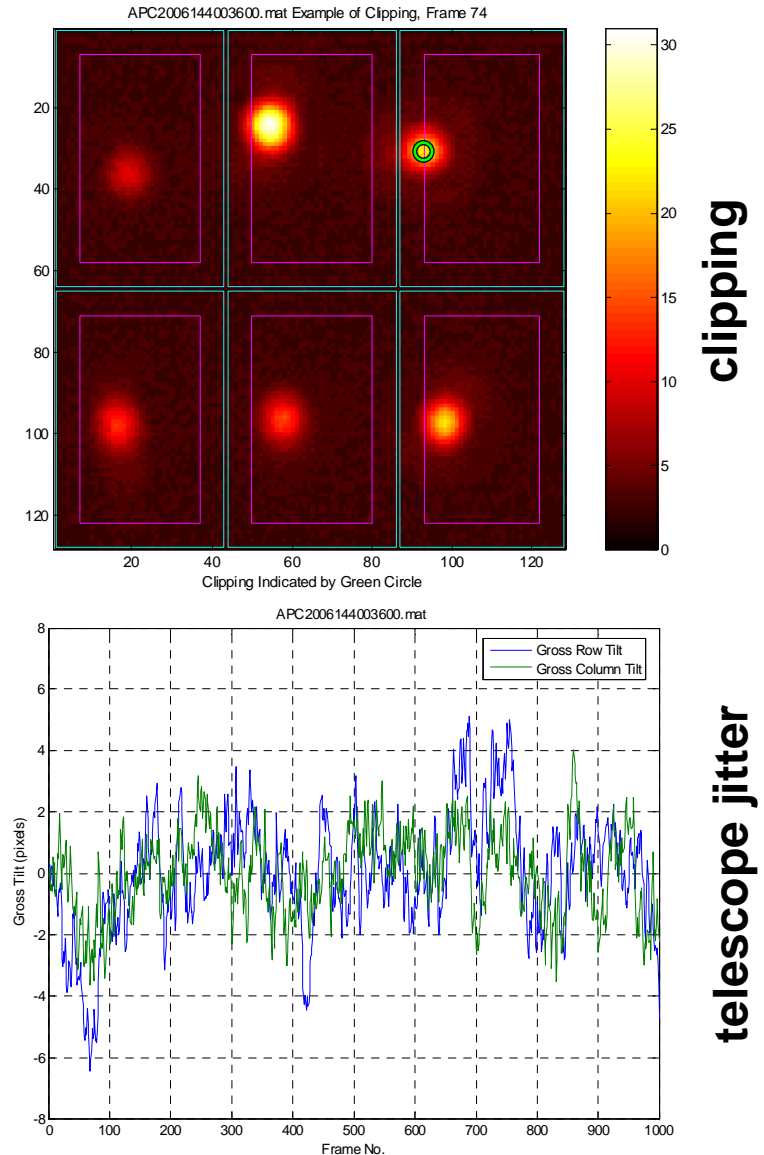 APC2006144003600.mat Example of Clipping, Frame 74
20
40
60
80
100
120
20 40 60 80 100 120
Clipping Indicated by Green Circle
30
25
20
15
10
5
0
clipping
APC2006144003600.mat
Gross Row Tilt
Gross Column Tilt
8
6
4
2
0
-2
-4
-6
-8
Gross Tilt (pixels)
0 100 200 300 400 500 600 700 800 900 1000
Frame No.
telescope jitter